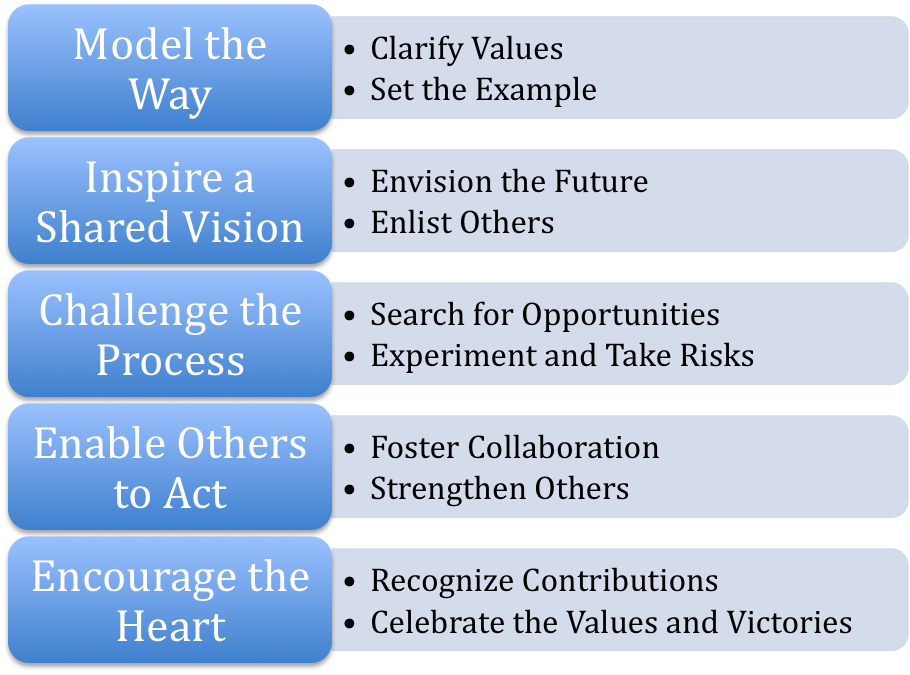 Model the
Way
• Clarify Values
• Set the Example
Inspire a
Shared Vision
• Envision the Future
• Enlist Others
Challenge the
Process
• Search for Opportunities
• Experiment and Take Risks
Enable Others
to Act
• Foster Collaboration
• Strengthen Others
Encourage the
Heart
• Recognize Contributions
• Celebrate the Values and Victories